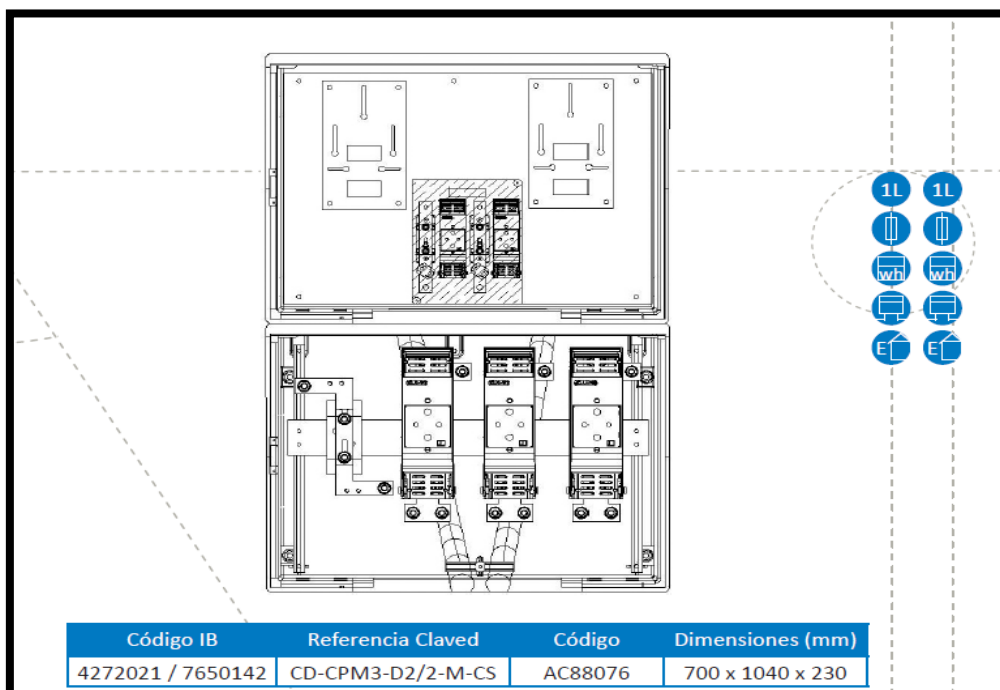 1L 1L
wh wh
E E
Código IB Referencia Claved Código Dimensiones (mm)
4272021 / 7650142 CD-CPM3-D2/2-M-CS AC88076 700 x 1040 x 230